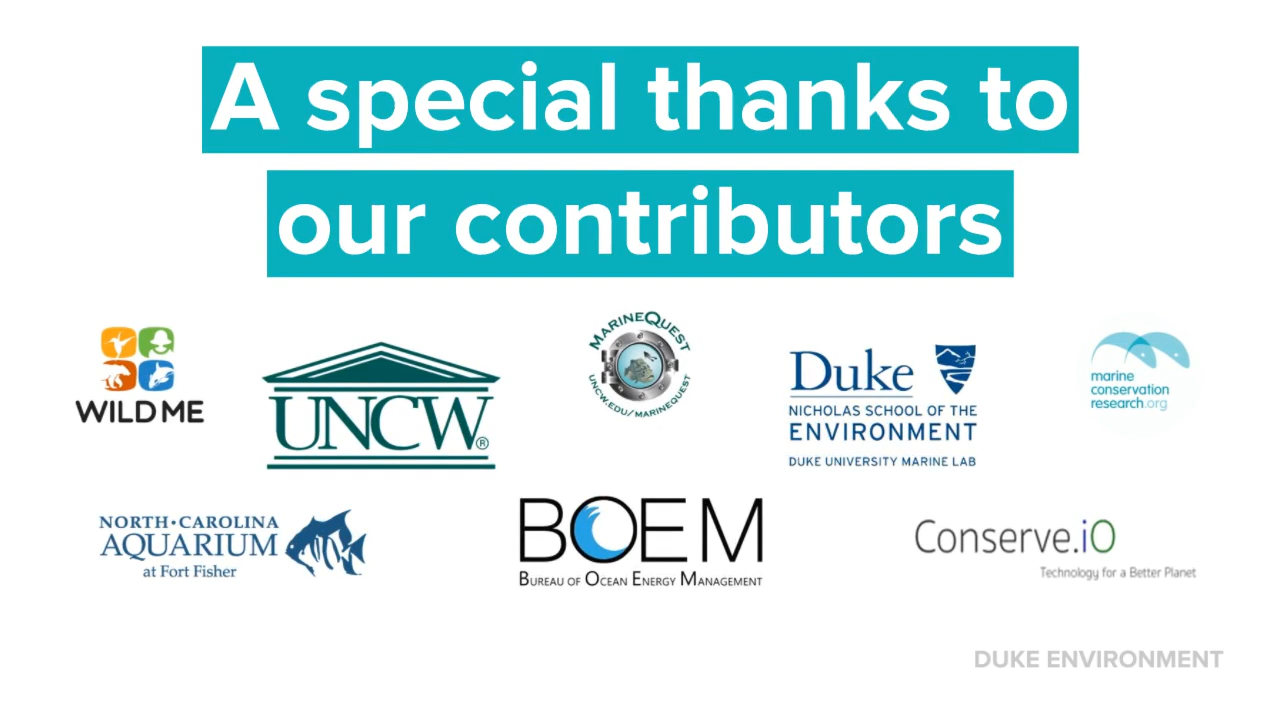 A special thanks to
our contributors
WILD ME
UNCW®
MARINEQUEST
UNCW.EDU/MARINEQUEST
Duke
NICHOLAS SCHOOL OF THE
ENVIRONMENT
DUKE UNIVERSITY MARINE LAB
marine
conservation
research.org
NORTH•CAROLINA
AQUARIUM
at Fort Fisher
BOEM
BUREAU OF OCEAN ENERGY MANAGEMENT
Conserve.iO
Technology for a Better Planet
DUKE ENVIRONMENT